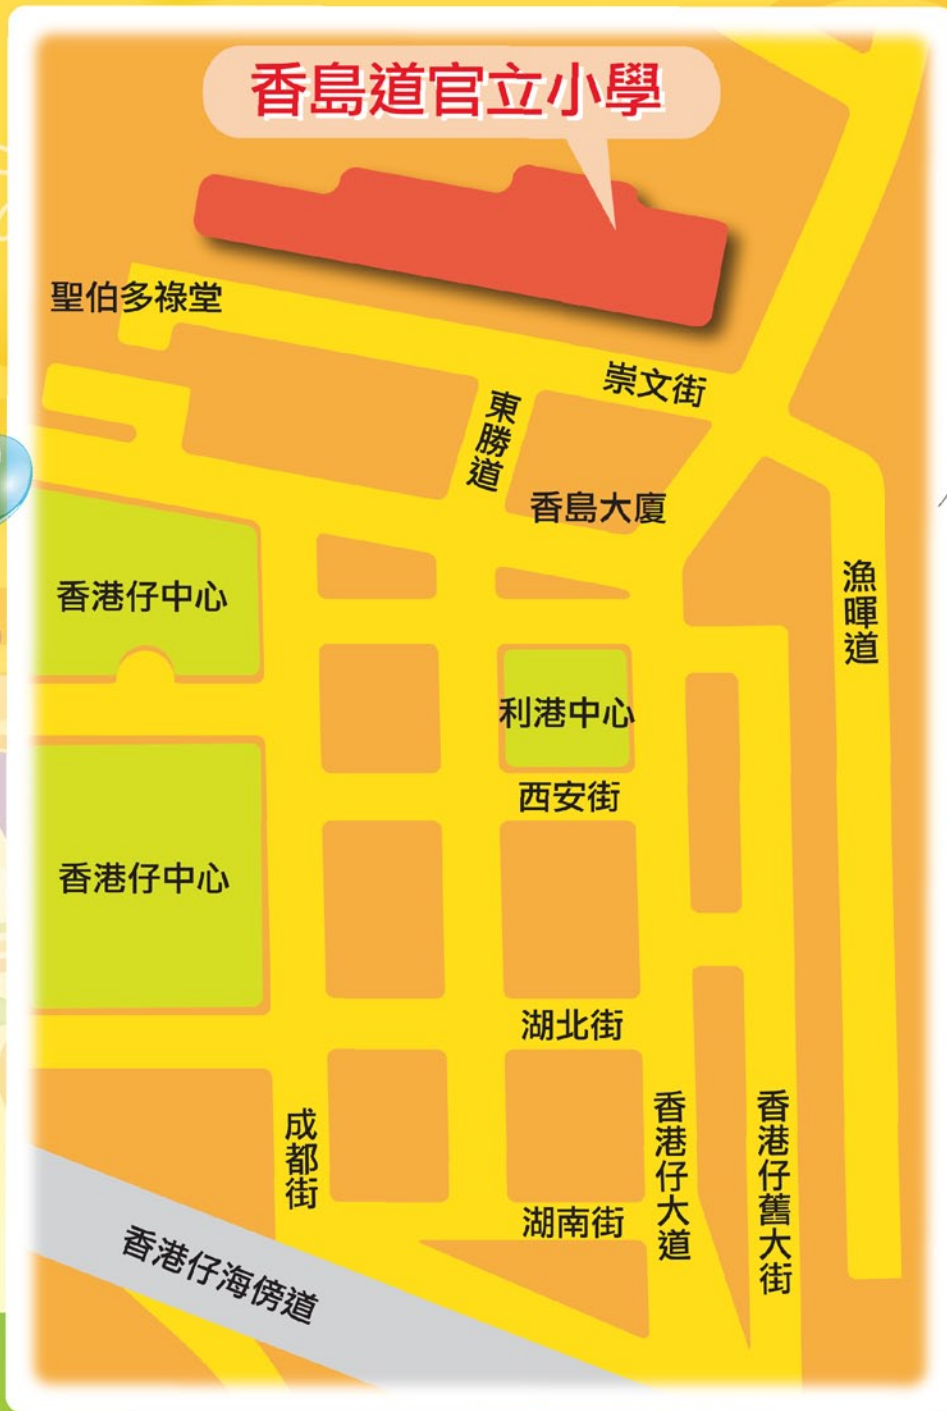 香島道官立小學
聖伯多祿堂
崇文街
東勝道
香島大廈
香港仔中心
漁暉道
利港中心
西安街
香港仔中心
湖北街
成都街
香港仔大道
香港仔舊大街
湖南街
香港仔海傍道